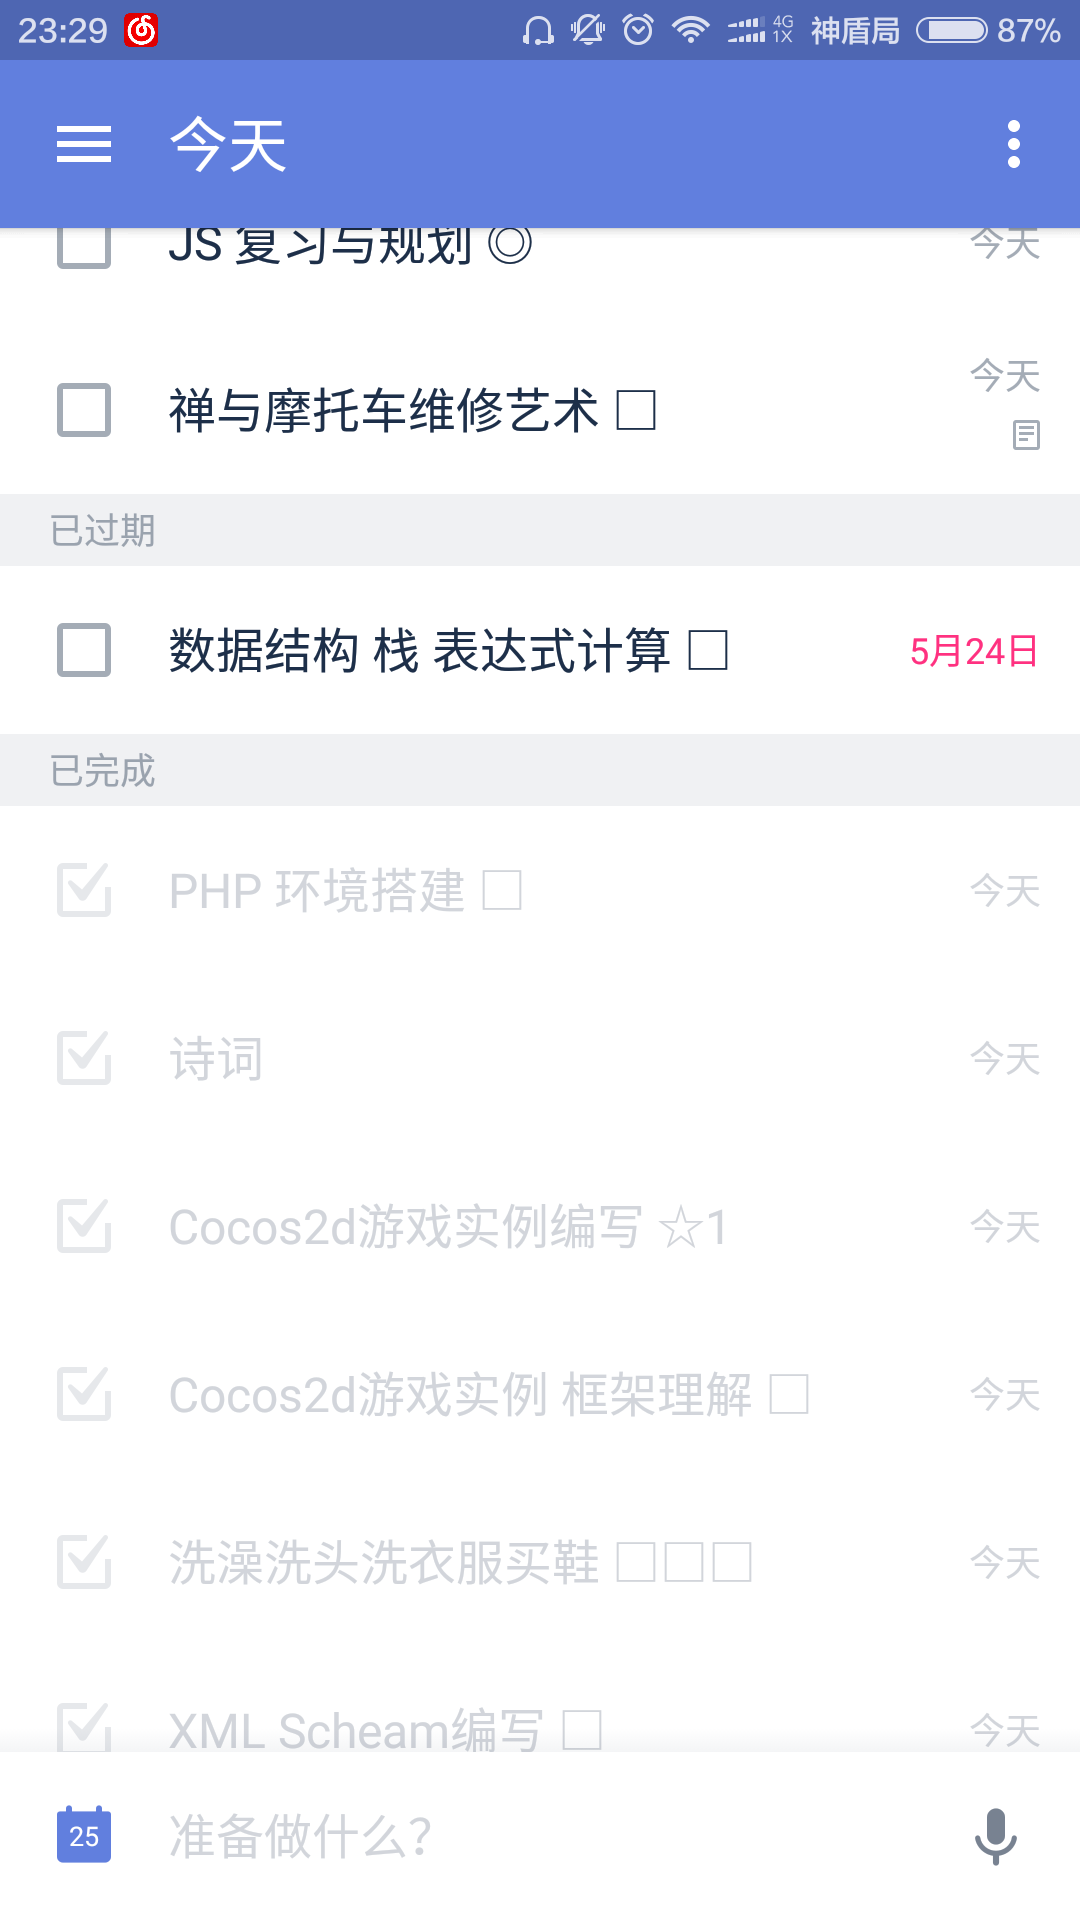 23:29 4G 1X 神盾局 87%
今天
JS 复习与规划 ◎ 今天
禅与摩托车维修艺术 □ 今天
已过期
数据结构 栈 表达式计算 □ 5月24日
已完成
PHP 环境搭建 □ 今天
诗词 今天
Cocos2d游戏实例编写 ☆1 今天
Cocos2d游戏实例 框架理解 □ 今天
洗澡洗头洗衣服买鞋 □□□ 今天
XML Scheam编写 □ 今天
25 准备做什么?